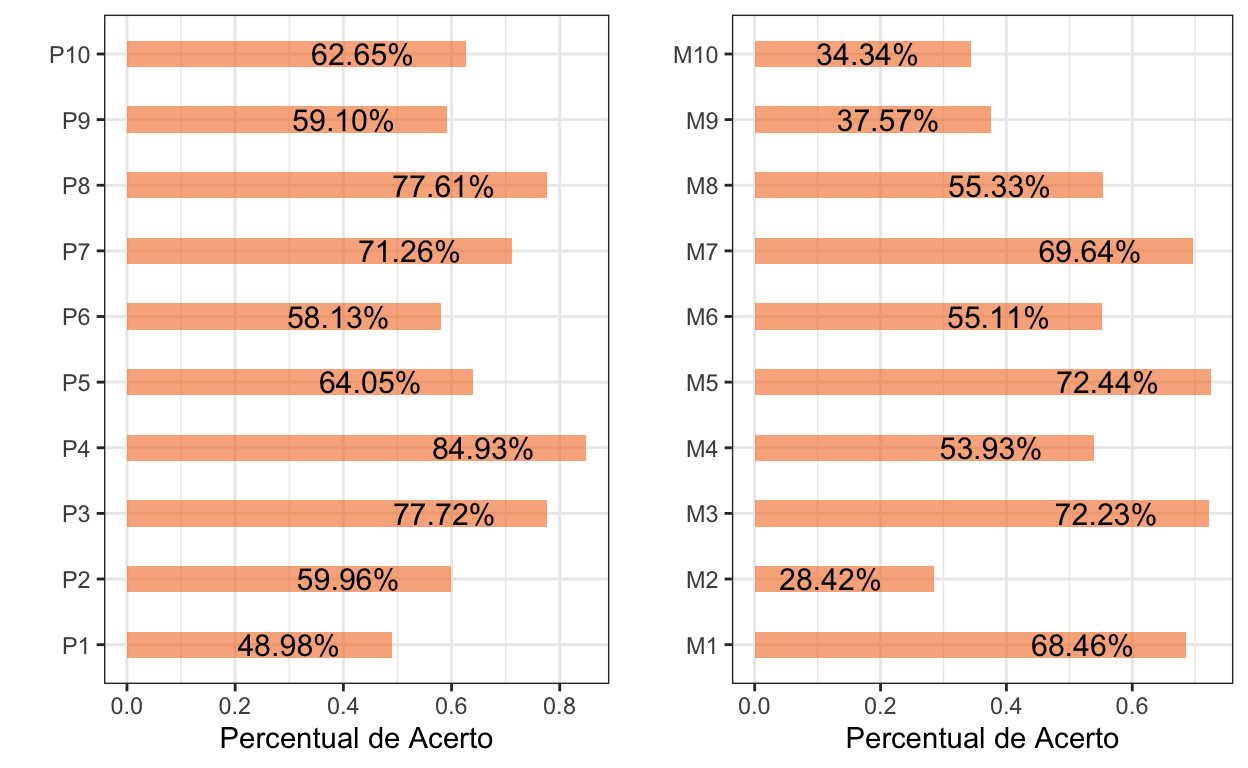 P10 62.65%
P9 59.10%
P8 77.61%
P7 71.26%
P6 58.13%
P5 64.05%
P4 84.93%
P3 77.72%
P2 59.96%
P1 48.98%
0.0 0.2 0.4 0.6 0.8
Percentual de Acerto
M10 34.34%
M9 37.57%
M8 55.33%
M7 69.64%
M6 55.11%
M5 72.44%
M4 53.93%
M3 72.23%
M2 28.42%
M1 68.46%
0.0 0.2 0.4 0.6
Percentual de Acerto